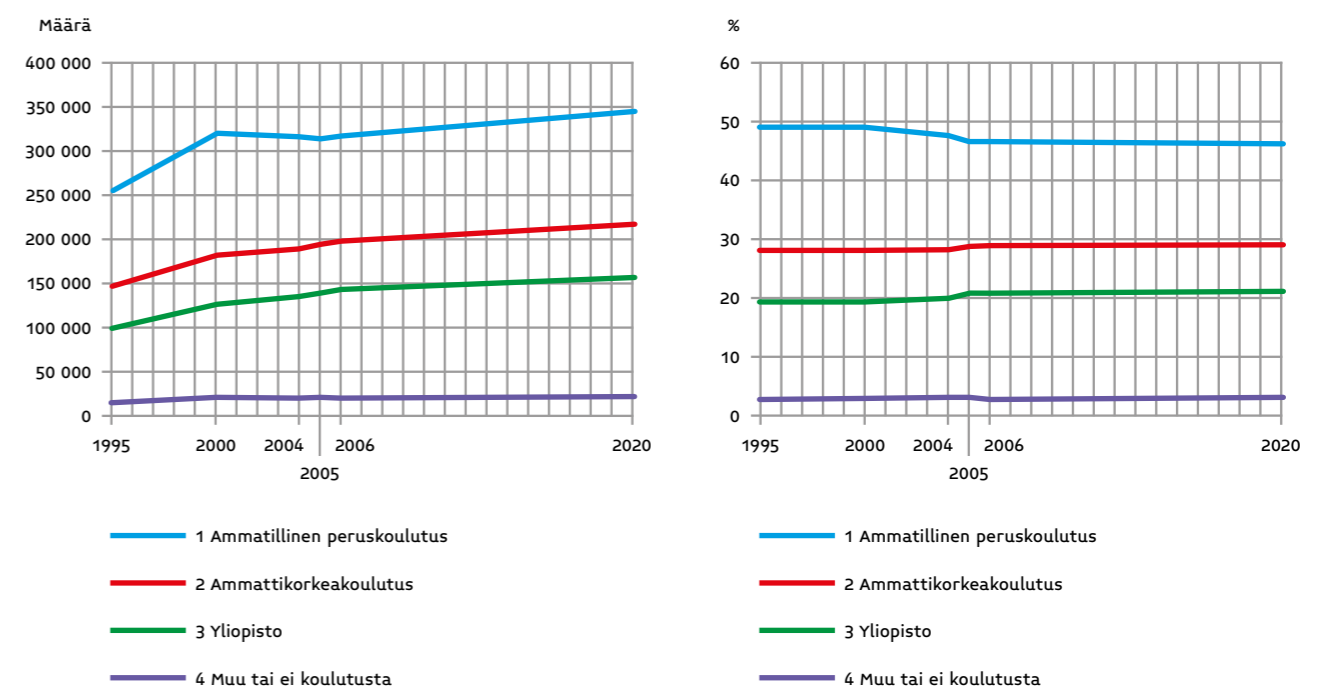 Määrä
400 000
350 000
300 000
250 000
200 000
150 000
100 000
50 000
0
1995 2000 2004 2006 2020
2005
1 Ammatillinen peruskoulutus
2 Ammattikorkeakoulutus
3 Yliopisto
4 Muu tai ei koulutusta
%
60
50
40
30
20
10
0
1995 2000 2004 2006 2020
2005
1 Ammatillinen peruskoulutus
2 Ammattikorkeakoulutus
3 Yliopisto
4 Muu tai ei koulutusta